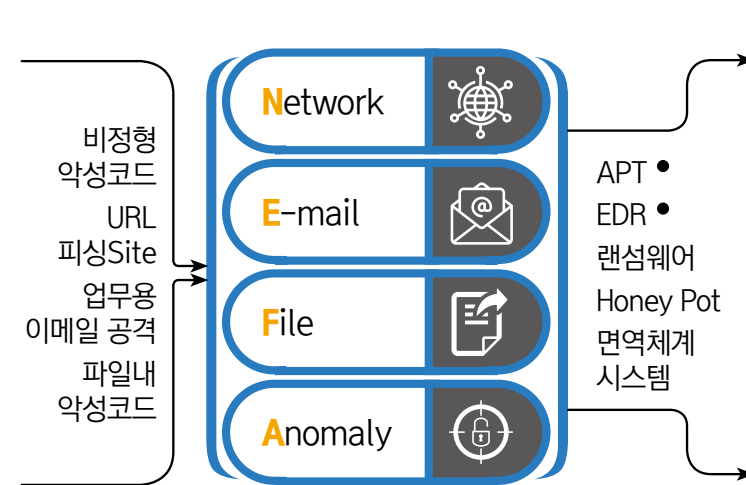 비정형
악성코드
URL
피싱Site
업무용
이메일 공격
파일내
악성코드
Network
E-mail
@
File
Anomaly
APT •
EDR •
랜섬웨어
Honey Pot
면역체계
시스템